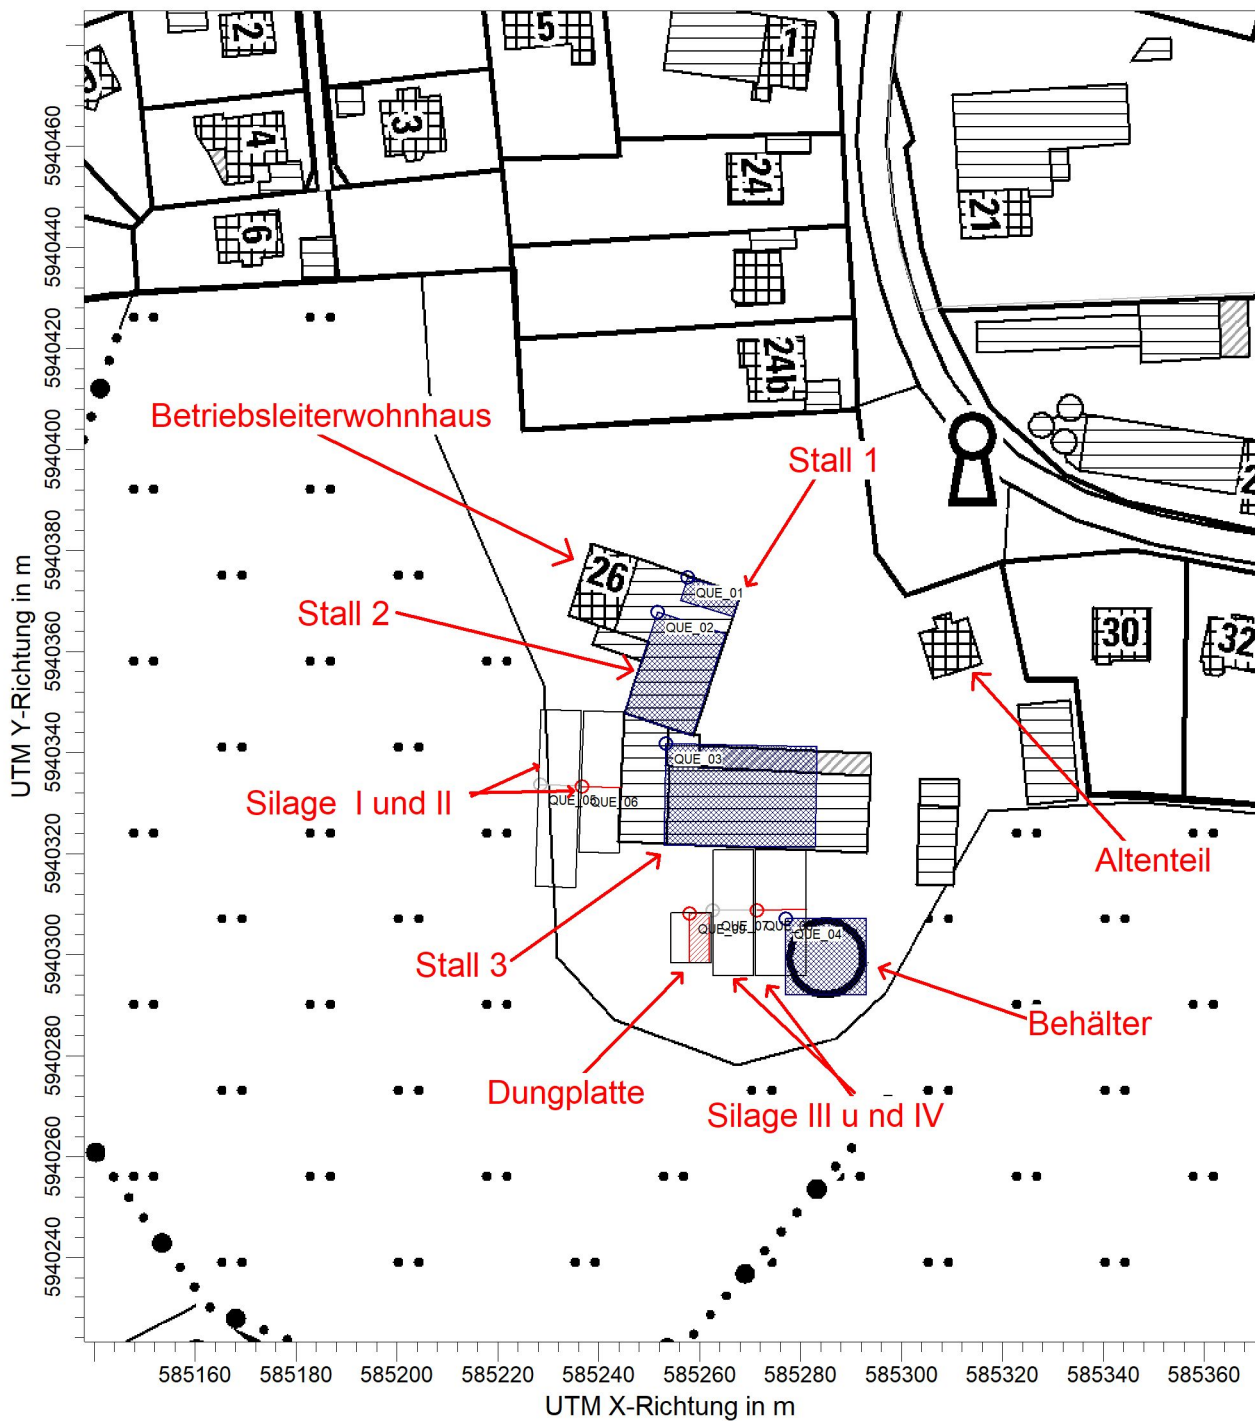 2
5
1
4
3
24
21
6
24b
Betriebsleiterwohnhaus
Stall 1
26
QUE_01
Stall 2
QUE_02
30
32
QUE_03
Silage I und II
QUE_05
QUE_06
Altenteil
Stall 3
QUE_07
QUE_04
Behälter
Dungplatte
Silage III u nd IV
UTM Y-Richtung in m
5940460
5940440
5940420
5940400
5940380
5940360
5940340
5940320
5940300
5940280
5940260
5940240
585160 585180 585200 585220 585240 585260 585280 585300 585320 585340 585360
UTM X-Richtung in m